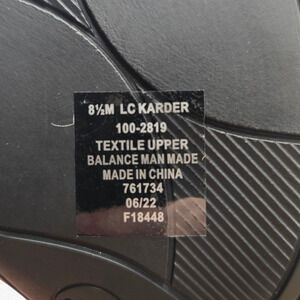 8½M LC KARDER
100-2819
TEXTILE UPPER
BALANCE MAN MADE
MADE IN CHINA
761734
06/22
F18448